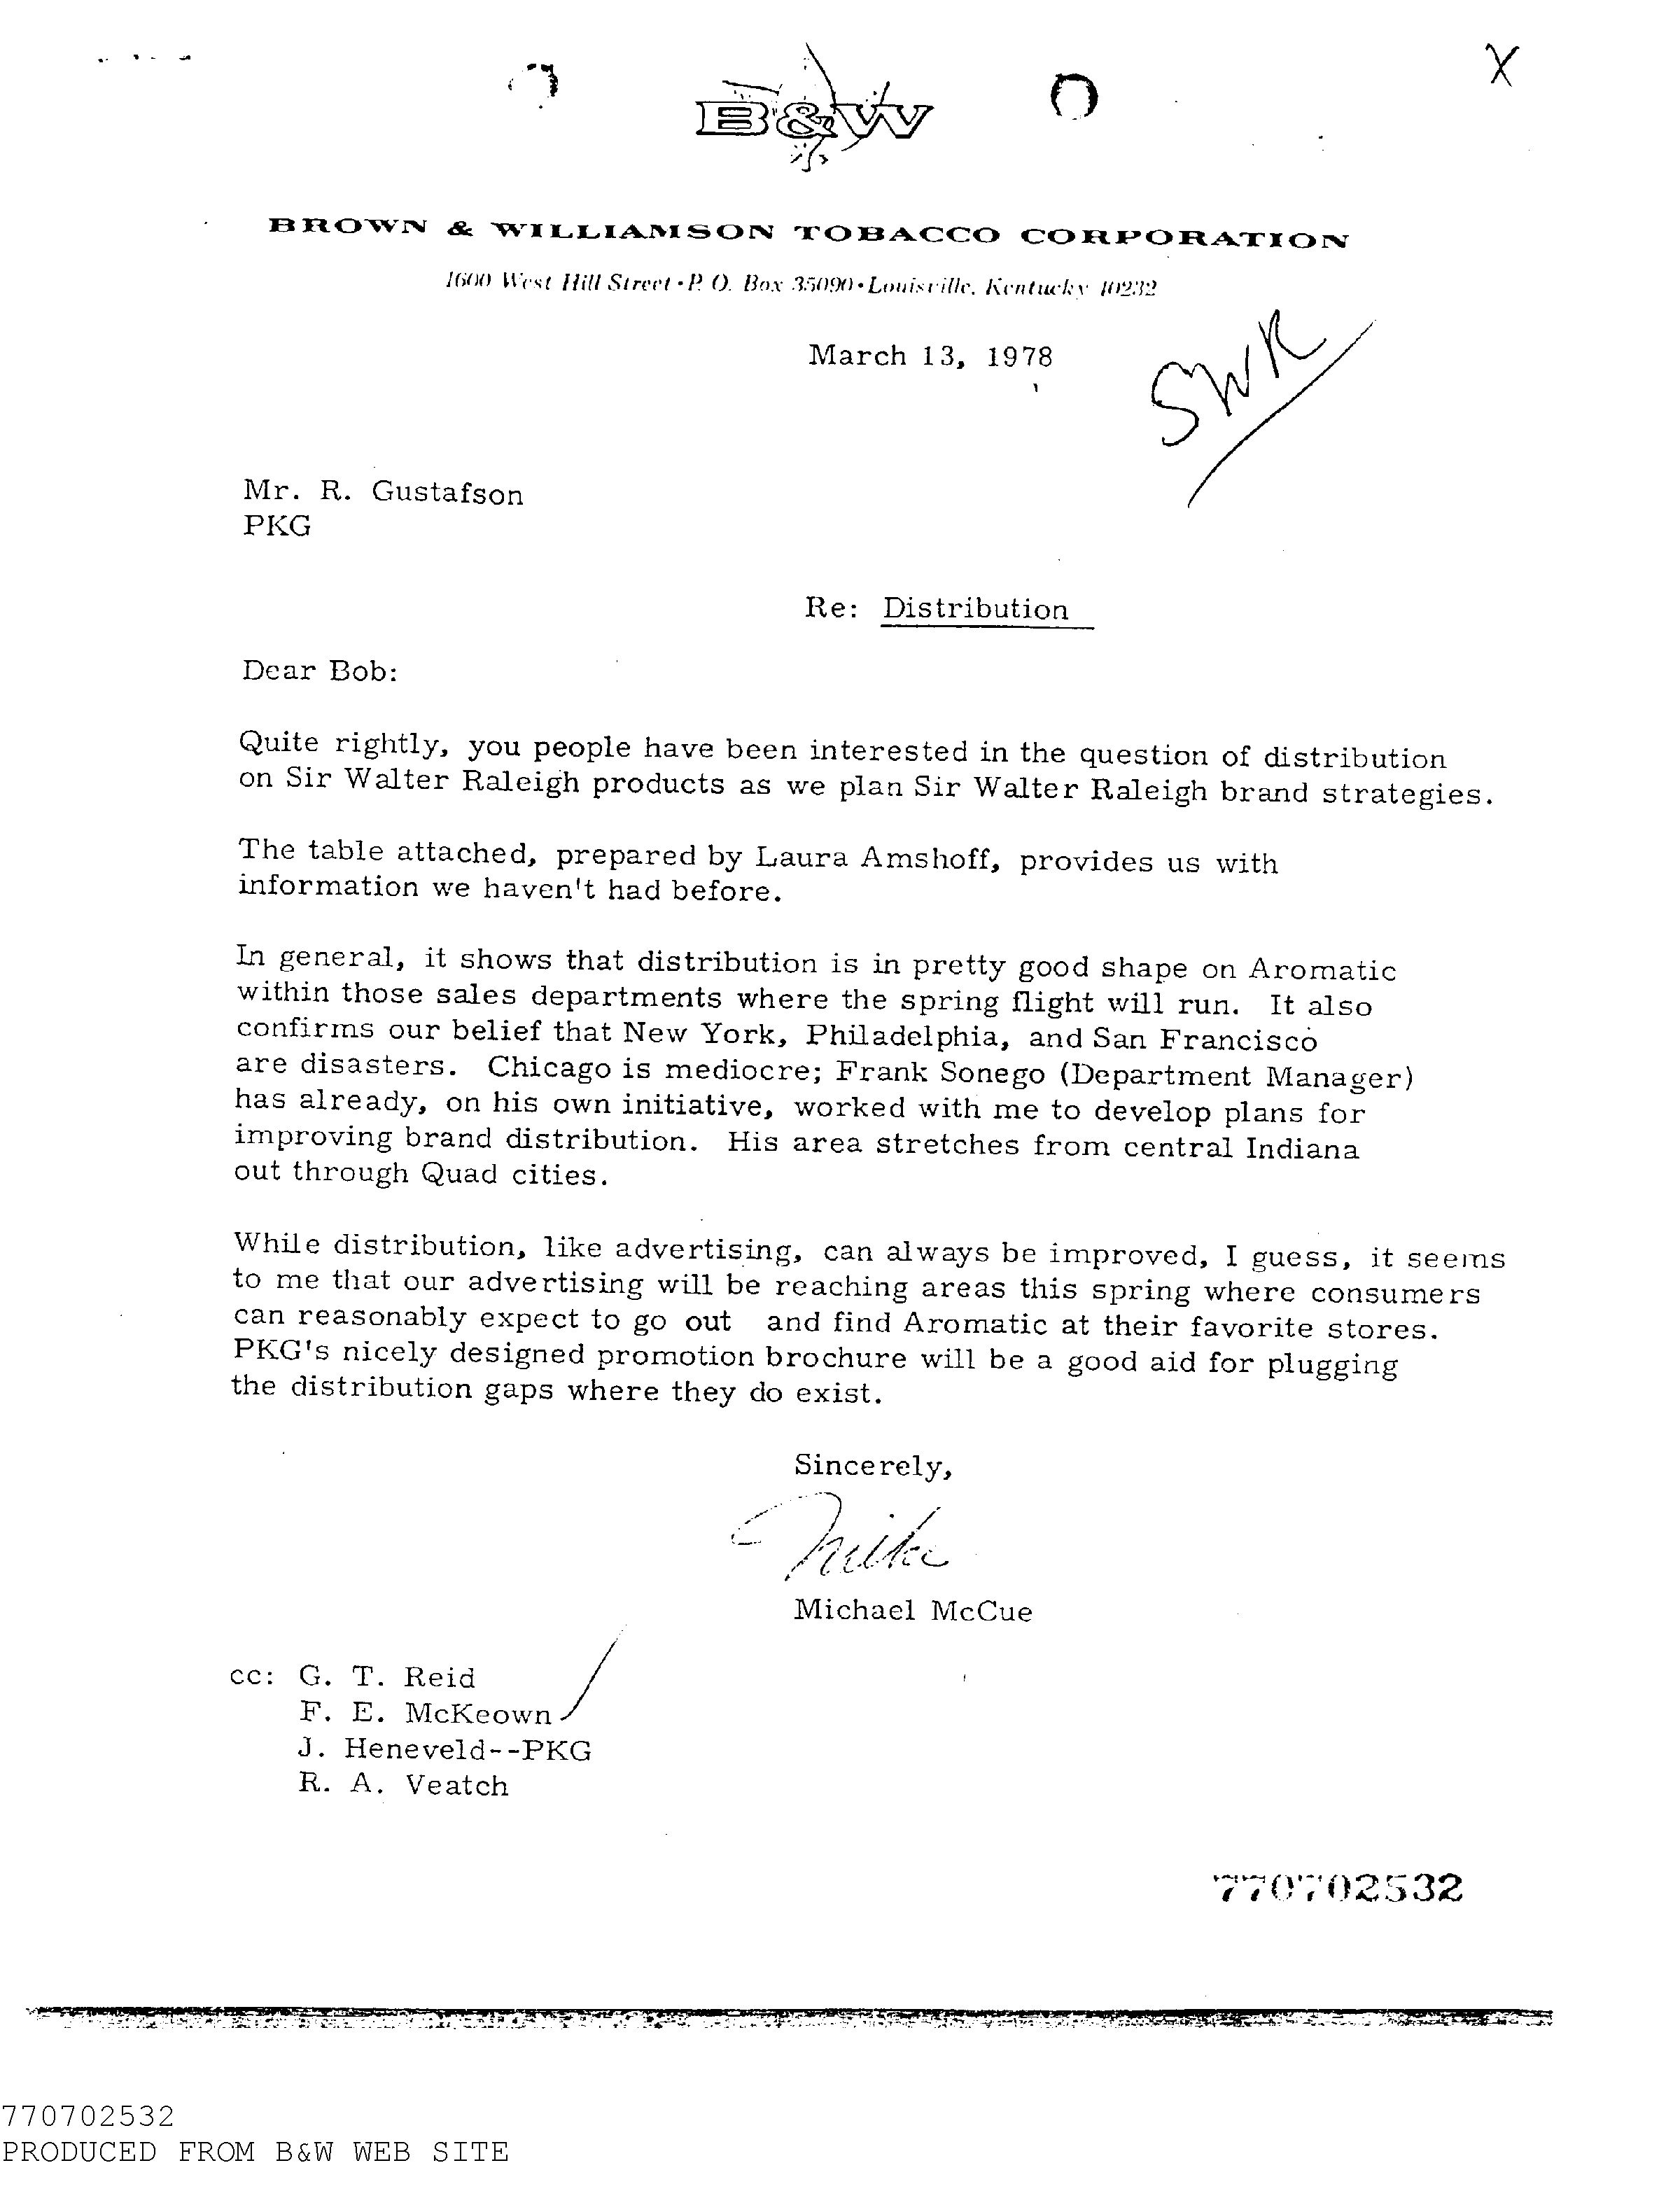 X
B&W
BROWN & WILLIAMSON TOBACCO CORPORATION
1600 West Hill Street • P. O. Box 35090 • Louisville, Kentucky 40232
March 13, 1978
SWR
Mr. R. Gustafson
PKG
Re: Distribution
Dear Bob:
Quite rightly, you people have been interested in the question of distribution
on Sir Walter Raleigh products as we plan Sir Walter Raleigh brand strategies.
The table attached, prepared by Laura Amshoff, provides us with
information we haven't had before.
In general, it shows that distribution is in pretty good shape on Aromatic
within those sales departments where the spring flight will run. It also
confirms our belief that New York, Philadelphia, and San Francisco
are disasters. Chicago is mediocre; Frank Sonego (Department Manager)
has already, on his own initiative, worked with me to develop plans for
improving brand distribution. His area stretches from central Indiana
out through Quad cities.
While distribution, like advertising, can always be improved, I guess, it seems
to me that our advertising will be reaching areas this spring where consumers
can reasonably expect to go out and find Aromatic at their favorite stores.
PKG's nicely designed promotion brochure will be a good aid for plugging
the distribution gaps where they do exist.
Sincerely,
Mike
Michael McCue
cc: G. T. Reid
F. E. McKeown
J. Heneveld--PKG
R. A. Veatch
770702532
770702532
PRODUCED FROM B&W WEB SITE